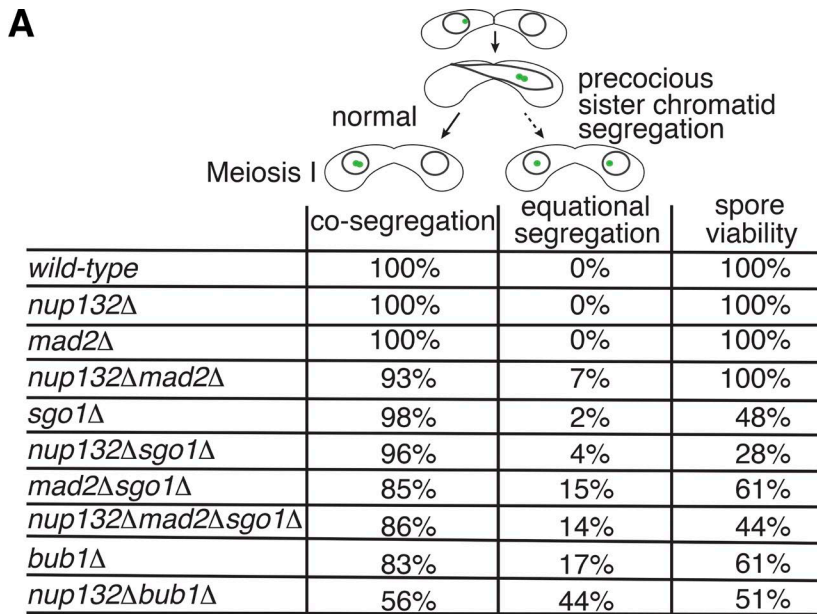 A
precocious
sister chromatid
segregation
normal
Meiosis I
co-segregation equational segregation spore viability
wild-type 100% 0% 100%
nup132Δ 100% 0% 100%
mad2Δ 100% 0% 100%
nup132Δmad2Δ 93% 7% 100%
sgo1Δ 98% 2% 48%
nup132Δsgo1Δ 96% 4% 28%
mad2Δsgo1Δ 85% 15% 61%
nup132Δmad2Δsgo1Δ 86% 14% 44%
bub1Δ 83% 17% 61%
nup132Δbub1Δ 56% 44% 51%